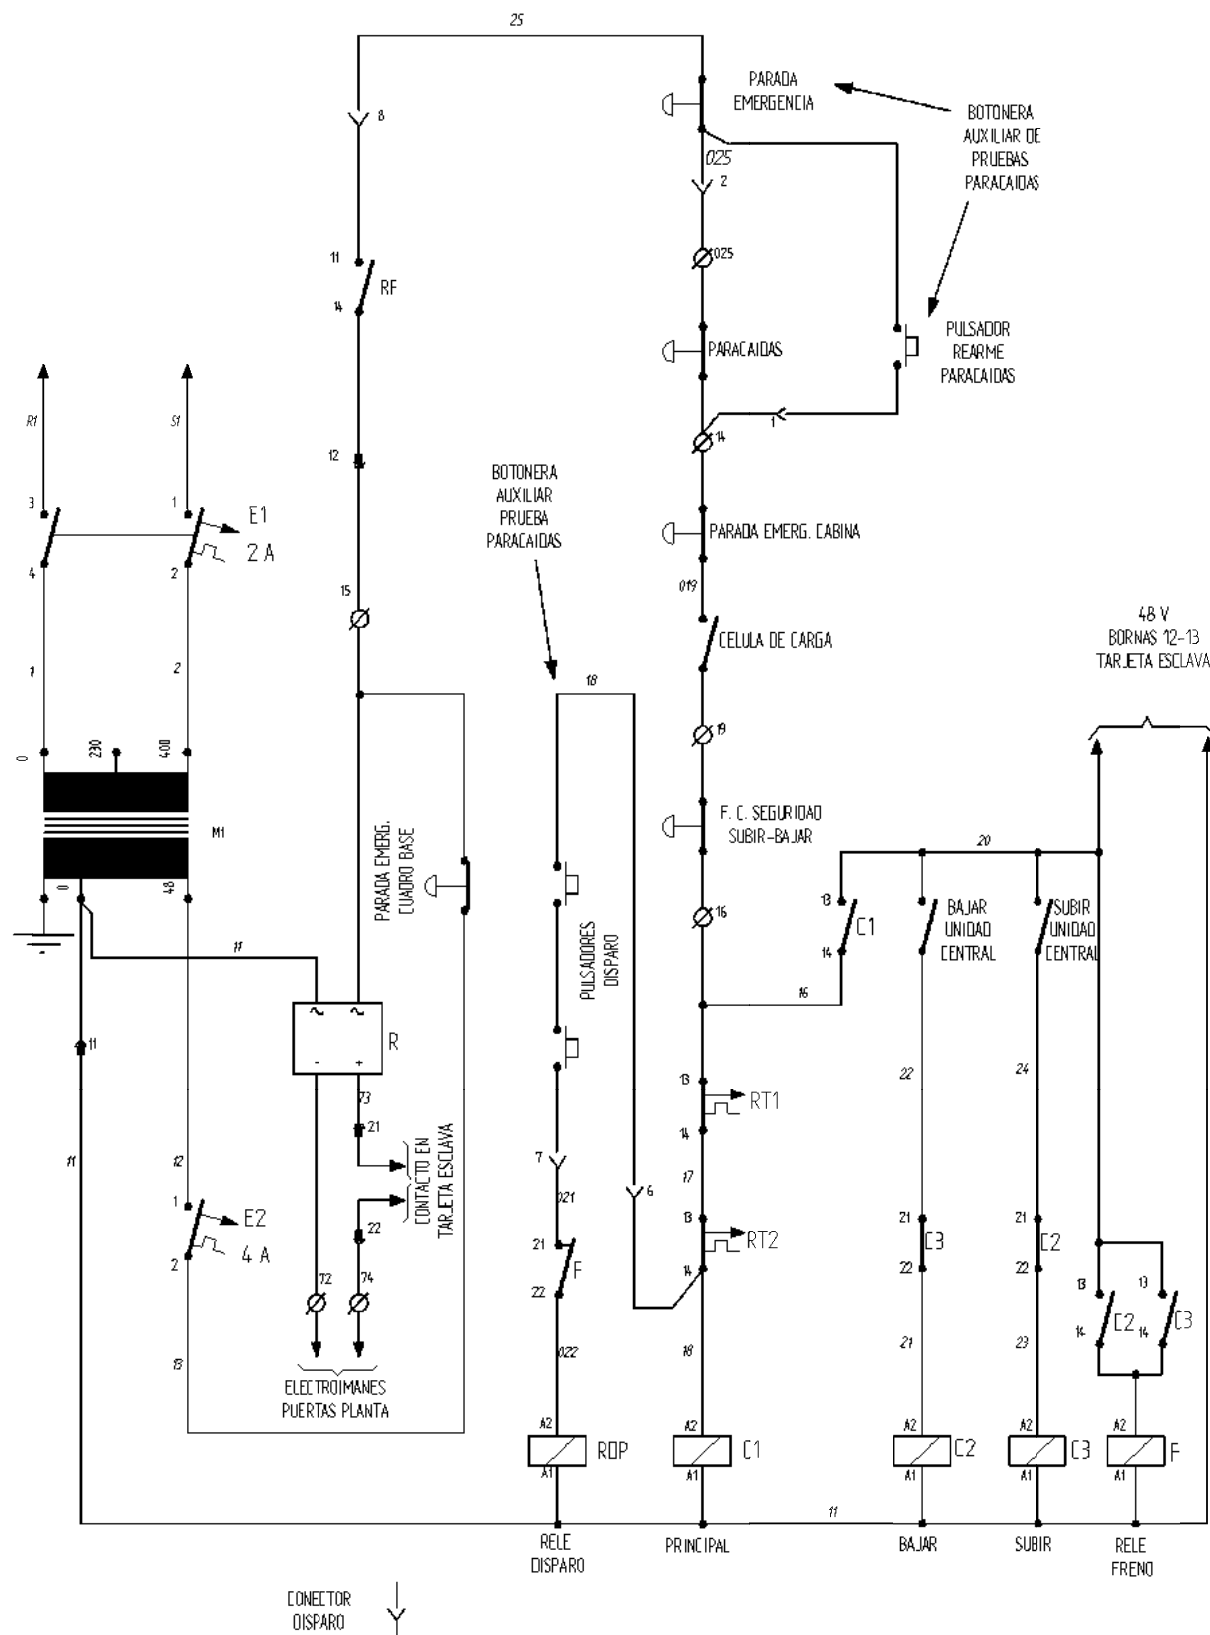 25
PARADA
EMERGENCIA
BOTONERA
AUXILIAR DE
PRUEBAS
PARACAIDAS
8
025
2
025
11
RF
14
PARACAIDAS
PULSADOR
REARME
PARACAIDAS
R1
S1
1
14
12
BOTONERA
AUXILIAR
PRUEBA
PARACAIDAS
3
1
E1
2 A
4
2
PARADA EMERG. CABINA
019
15
CELULA DE CARGA
48 V
BORNAS 12-13
TARJETA ESCLAVA
1
2
18
19
0
230
400
M1
F. C. SEGURIDAD
SUBIR-BAJAR
20
PARADA EMERG.
CUADRO BASE
0
48
16
13
C1
14
BAJAR
UNIDAD
CENTRAL
SUBIR
UNIDAD
CENTRAL
PULSADORES
DISPARO
11
16
R
- +
11
73
21
22
24
13
RT1
14
CONTACTO EN
TARJETA ESCLAVA
11
12
7
6
17
1
E2
4 A
2
22
021
21
F
22
13
RT2
14
21
C3
22
21
C2
22
72
74
13
C2
14
13
C3
14
13
022
18
21
23
ELECTROIMANES
PUERTAS PLANTA
A2
ROP
A1
A2
C1
A1
A2
C2
A1
A2
C3
A1
A2
F
A1
11
RELE
DISPARO
PRINCIPAL
BAJAR
SUBIR
RELE
FRENO
CONECTOR
DISPARO